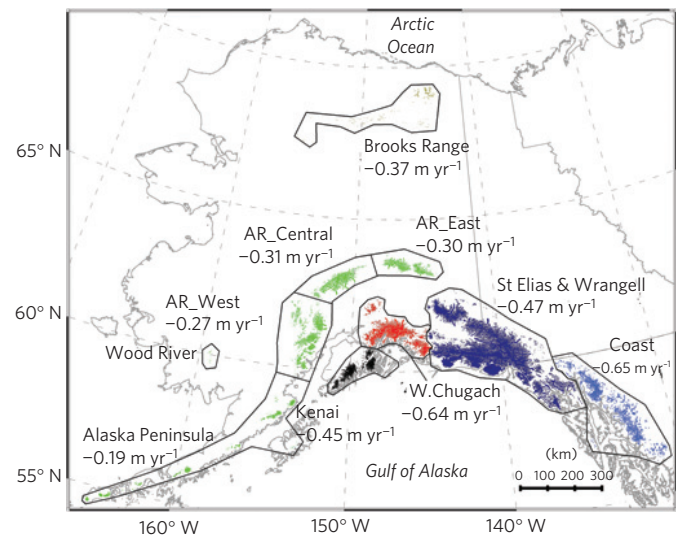 Arctic
Ocean
65° N
Brooks Range
−0.37 m yr⁻¹
AR_Central
−0.31 m yr⁻¹
AR_East
−0.30 m yr⁻¹
St Elias & Wrangell
−0.47 m yr⁻¹
AR_West
−0.27 m yr⁻¹
60° N
Wood River
Coast
−0.65 m yr⁻¹
W.Chugach
−0.64 m yr⁻¹
Kenai
−0.45 m yr⁻¹
Alaska Peninsula
−0.19 m yr⁻¹
Gulf of Alaska
(km)
0 100 200 300
55° N
160° W
150° W
140° W